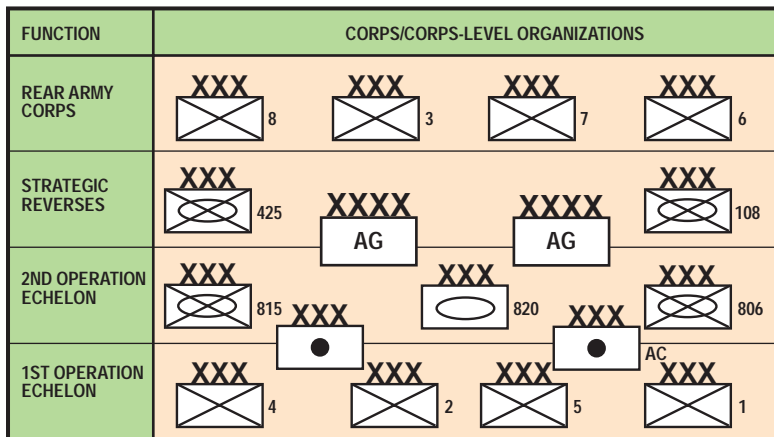 FUNCTION
CORPS/CORPS-LEVEL ORGANIZATIONS
REAR ARMY
CORPS
XXX XXX XXX XXX
8 3 7 6
STRATEGIC
REVERSES
XXX XXX
425 108
XXXX XXXX
AG AG
2ND OPERATION
ECHELON
XXX XXX XXX
815 820 806
XXX XXX
AC
1ST OPERATION
ECHELON
XXX XXX XXX XXX
4 2 5 1